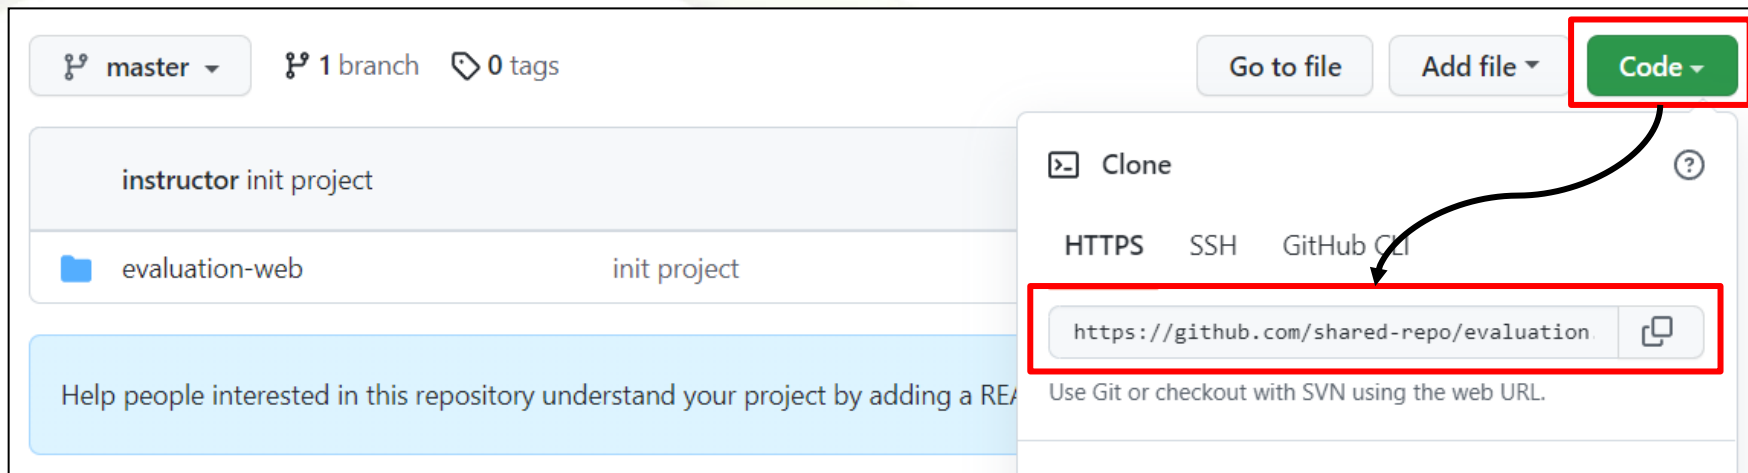 master 1 branch 0 tags Go to file Add file Code
instructor init project
evaluation-web init project
Help people interested in this repository understand your project by adding a
Clone
HTTPS SSH GitHub CLI
https://github.com/shared-repo/evaluation
Use Git or checkout with SVN using the web URL.